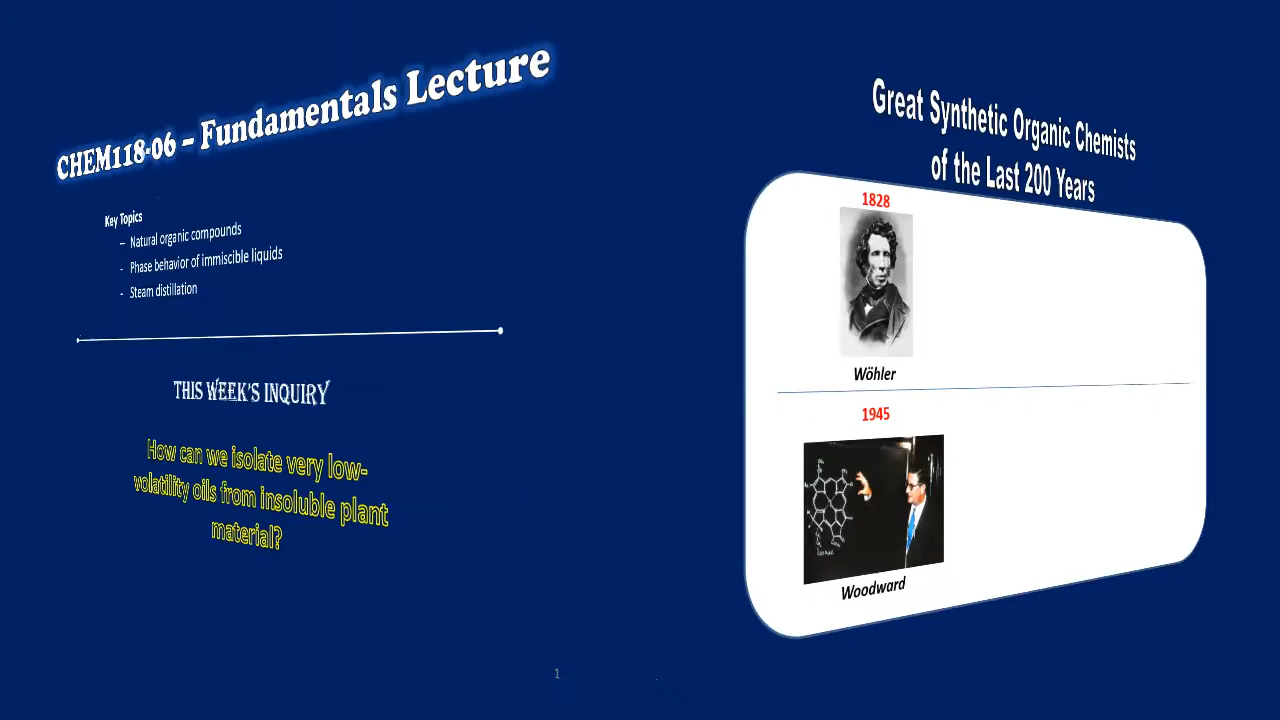 CHEM118-06 – Fundamentals Lecture
Key Topics
– Natural organic compounds
- Phase behavior of immiscible liquids
- Steam distillation
THIS WEEK'S INQUIRY
How can we isolate very low-
volatility oils from insoluble plant
material?
Great Synthetic Organic Chemists
of the Last 200 Years
1828
Wöhler
1945
Woodward
1